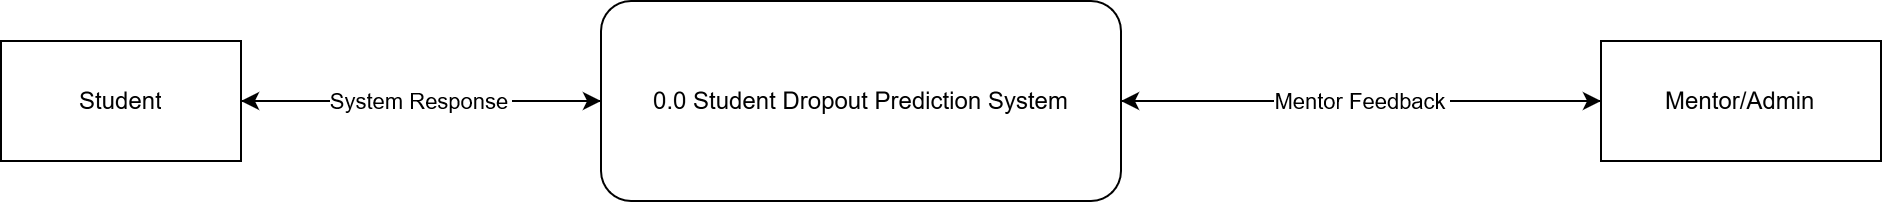 Student
System Response
0.0 Student Dropout Prediction System
Mentor Feedback
Mentor/Admin